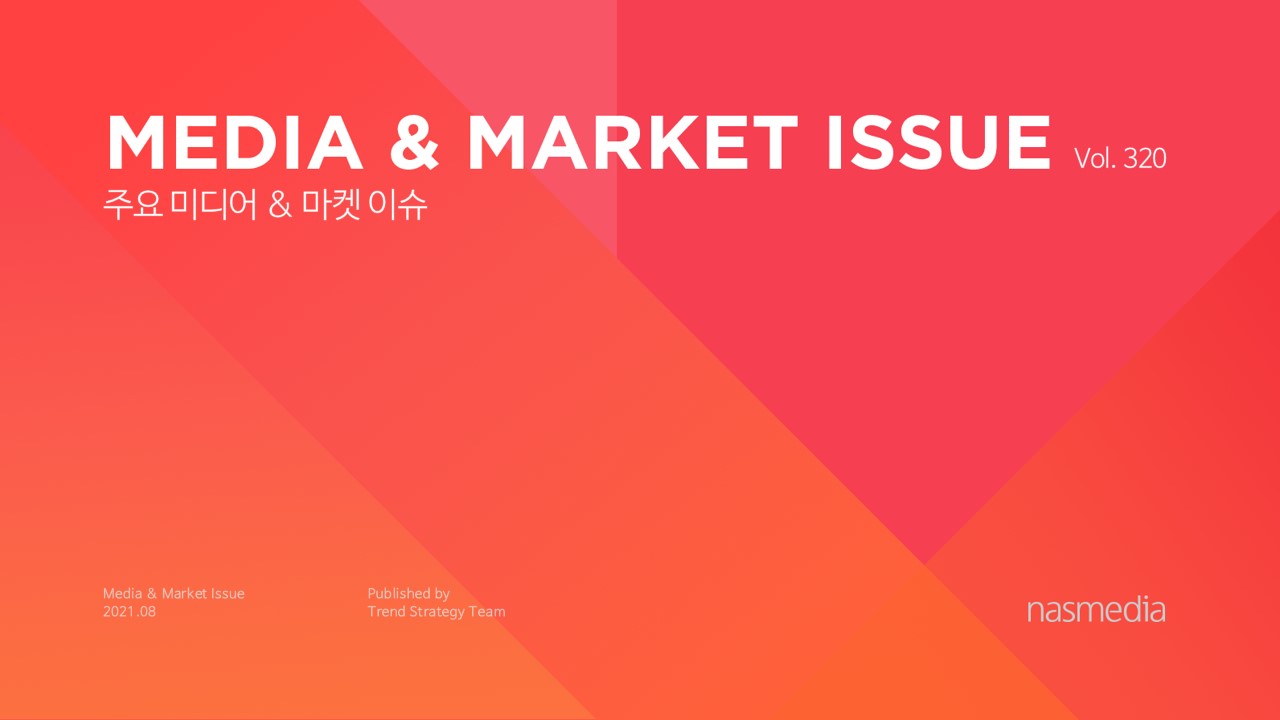 MEDIA & MARKET ISSUE Vol. 320
주요 미디어 & 마켓 이슈
Media & Market Issue
2021.08
Published by
Trend Strategy Team
nasmedia